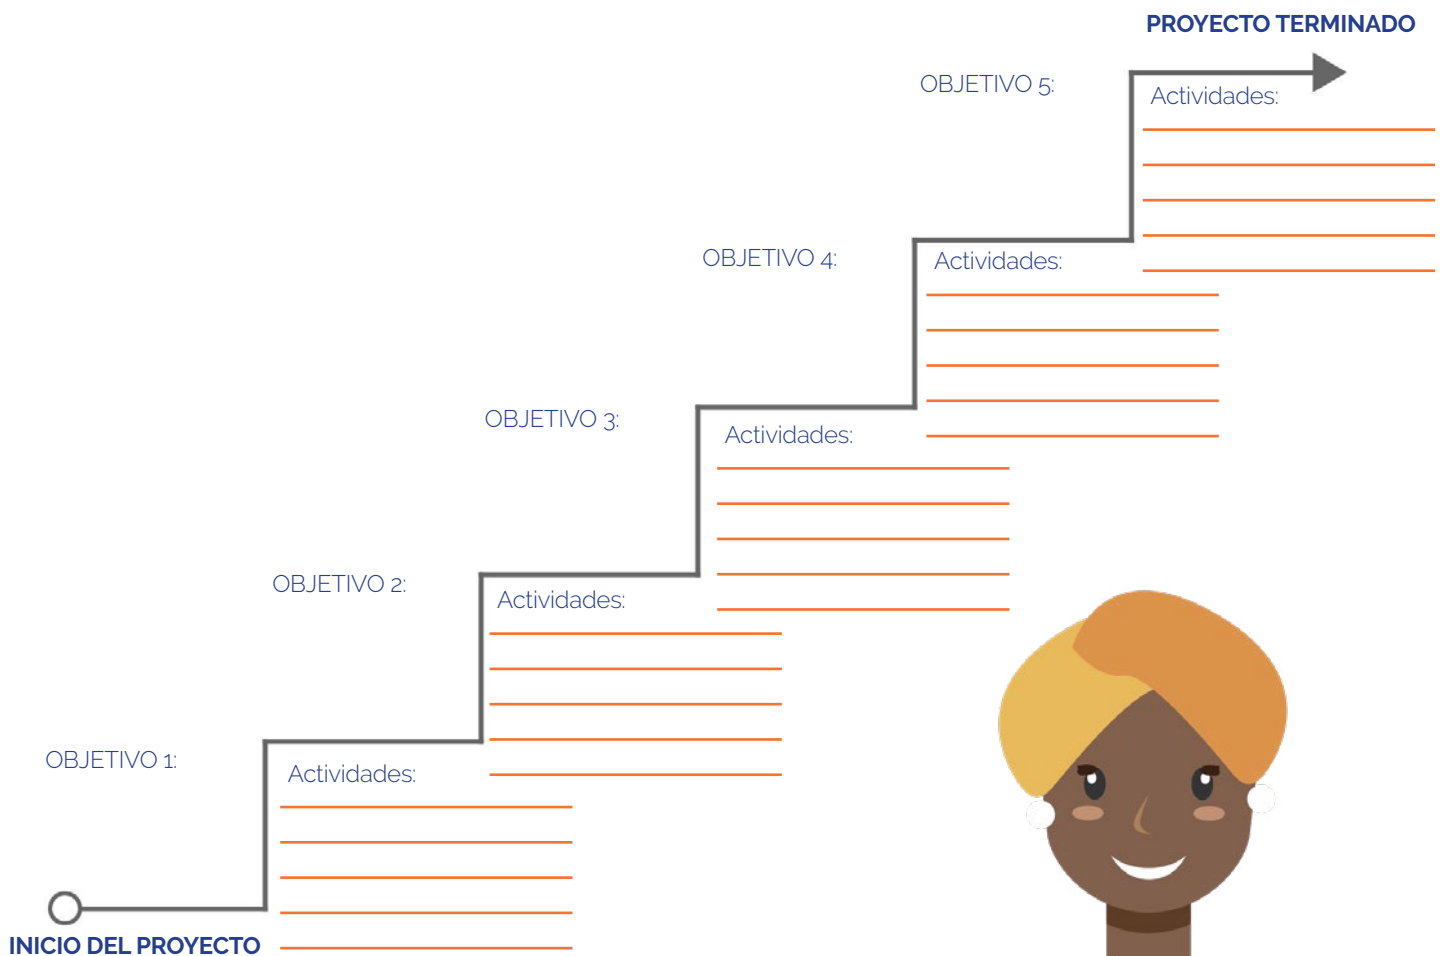 PROYECTO TERMINADO
OBJETIVO 5:
Actividades:
OBJETIVO 4:
Actividades:
OBJETIVO 3:
Actividades:
OBJETIVO 2:
Actividades:
OBJETIVO 1:
Actividades:
INICIO DEL PROYECTO